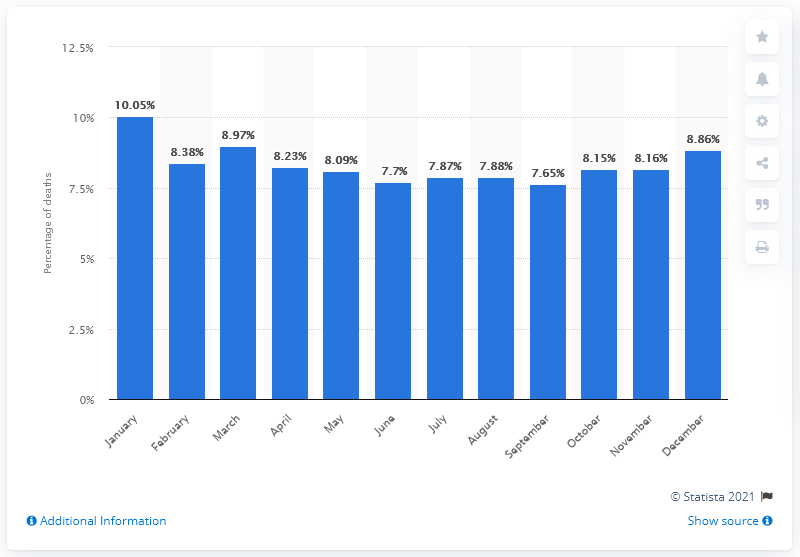 12.5%
10%
7.5%
5%
2.5%
0%
Percentage of deaths
10.05%
8.38%
8.97%
8.23%
8.09%
7.7%
7.87%
7.88%
7.65%
8.15%
8.16%
8.86%
January
February
March
April
May
June
July
August
September
October
November
December
© Statista 2021
Additional Information
Show source